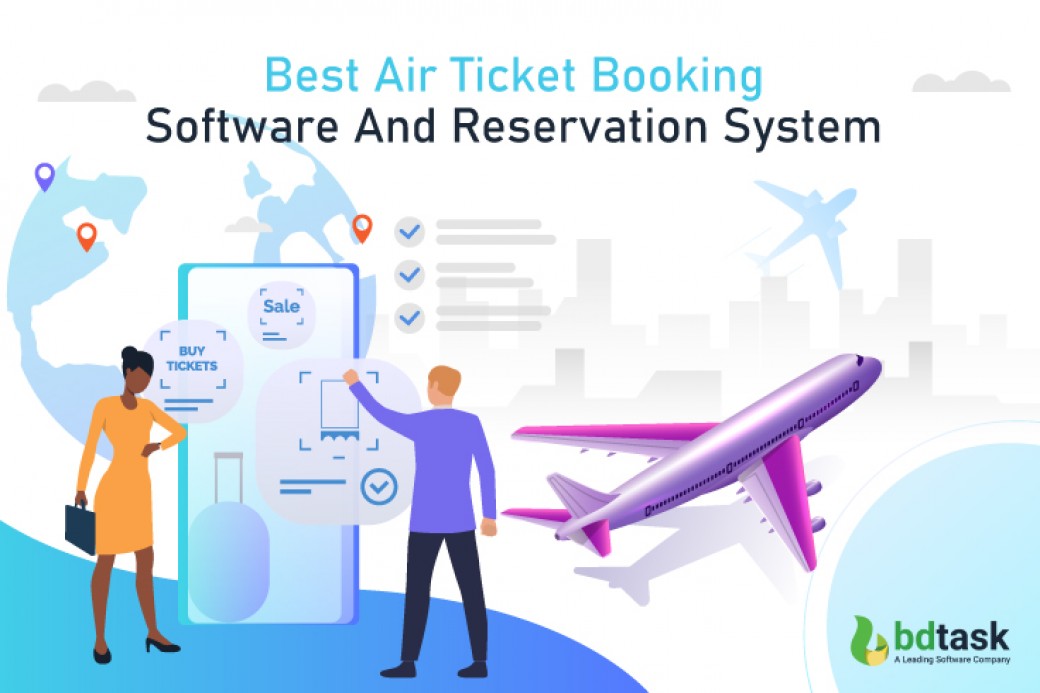 Best Air Ticket Booking
Software And Reservation System
Sale
BUY
TICKETS
bdtask
A Leading Software Company